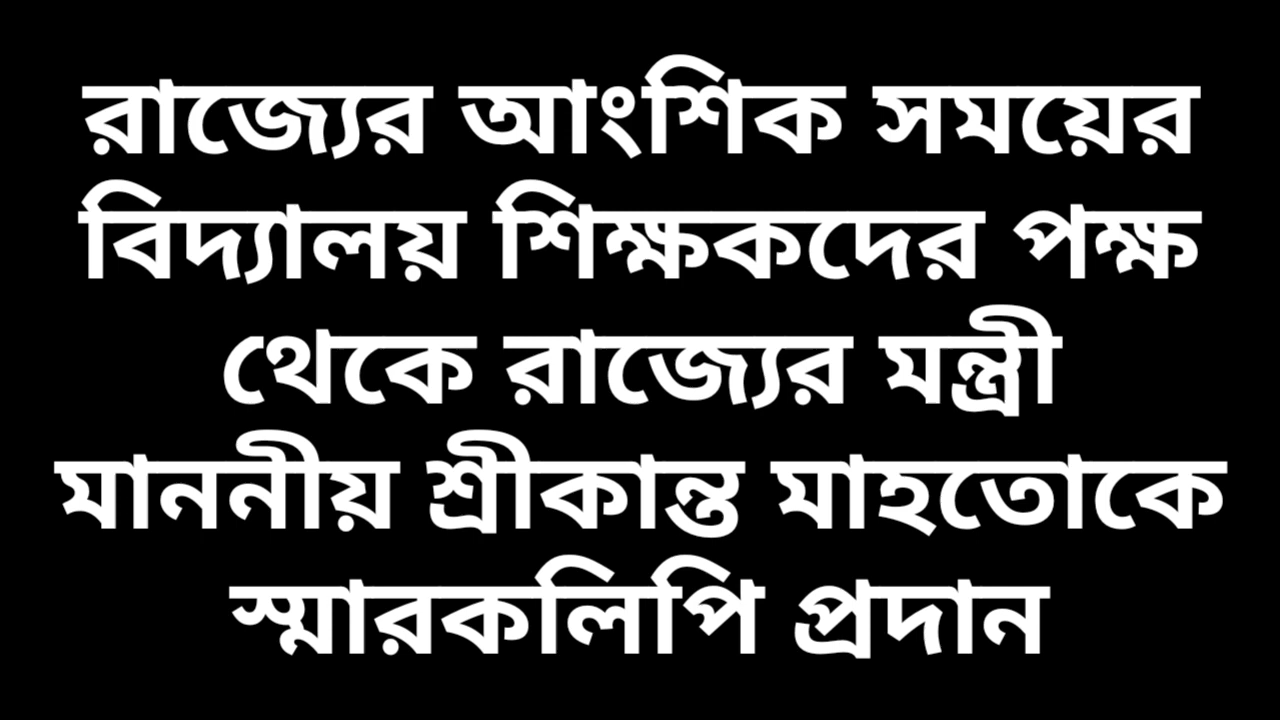 রাজ্যের আংশিক সময়ের
বিদ্যালয় শিক্ষকদের পক্ষ
থেকে রাজ্যের মন্ত্রী
মাননীয় শ্রীকান্ত মাহতোকে
স্মারকলিপি প্রদান